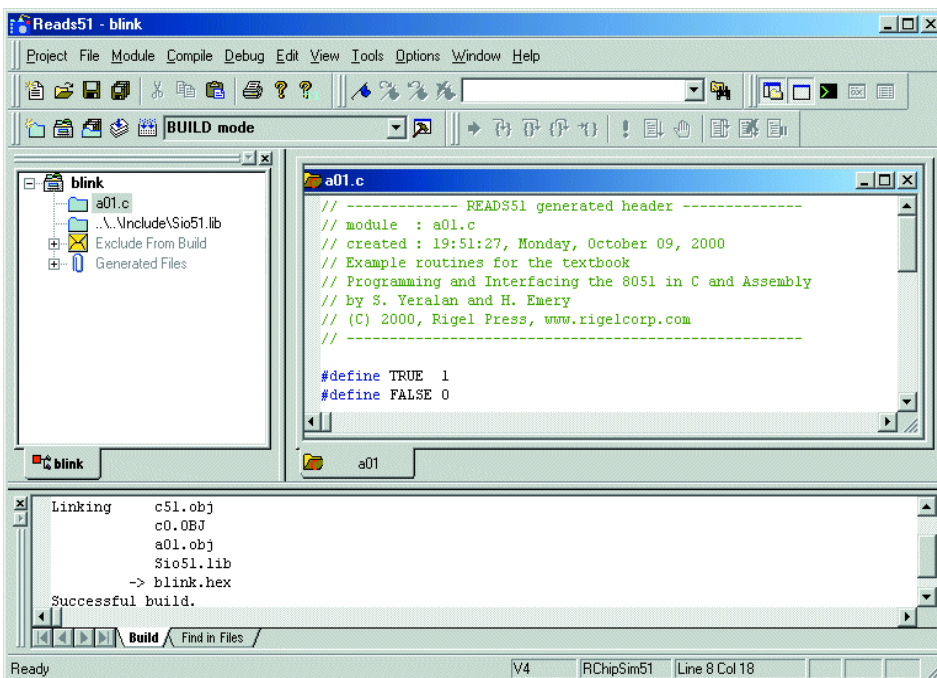 Reads51 - blink
Project File Module Compile Debug Edit View Tools Options Window Help
BUILD mode
blink
a01.c
..\..\Include\Sio51.lib
Exclude From Build
Generated Files
blink
a01.c
// ------------- READS51 generated header --------------
// module  : a01.c
// created : 19:51:27, Monday, October 09, 2000
// Example routines for the textbook
// Programming and Interfacing the 8051 in C and Assembly
// by S. Yeralan and H. Emery
// (C) 2000, Rigel Press, www.rigelcorp.com
// -----------------------------------------------------
#define TRUE  1
#define FALSE 0
a01
Linking c51.obj
c0.OBJ
a01.obj
Sio51.lib
-> blink.hex
Successful build.
Build Find in Files
Ready V4 RChipSim51 Line 8 Col 18